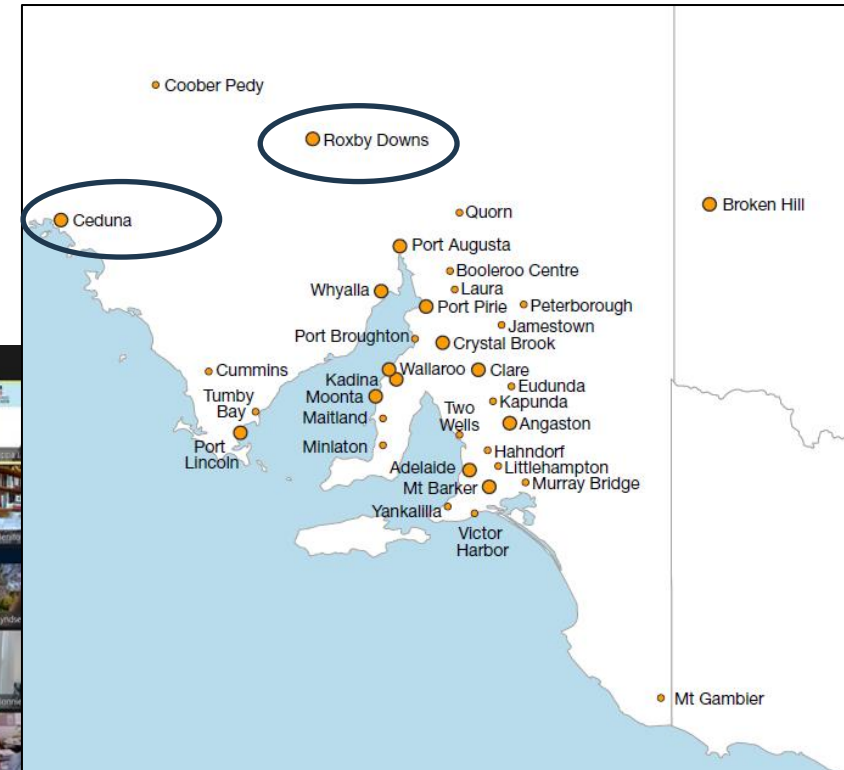 Coober Pedy
Roxby Downs
Ceduna
Quorn
Broken Hill
Port Augusta
Booleroo Centre
Whyalla
Laura
Port Pirie
Peterborough
Jamestown
Port Broughton
Crystal Brook
Cummins
Wallaroo
Clare
Kadina
Eudunda
Tumby
Bay
Moonta
Kapunda
Maitland
Two
Wells
Angaston
Port
Lincoln
Minlaton
Hahndorf
Adelaide
Littlehampton
Mt Barker
Murray Bridge
Yankalilla
Victor
Harbor
Mt Gambier